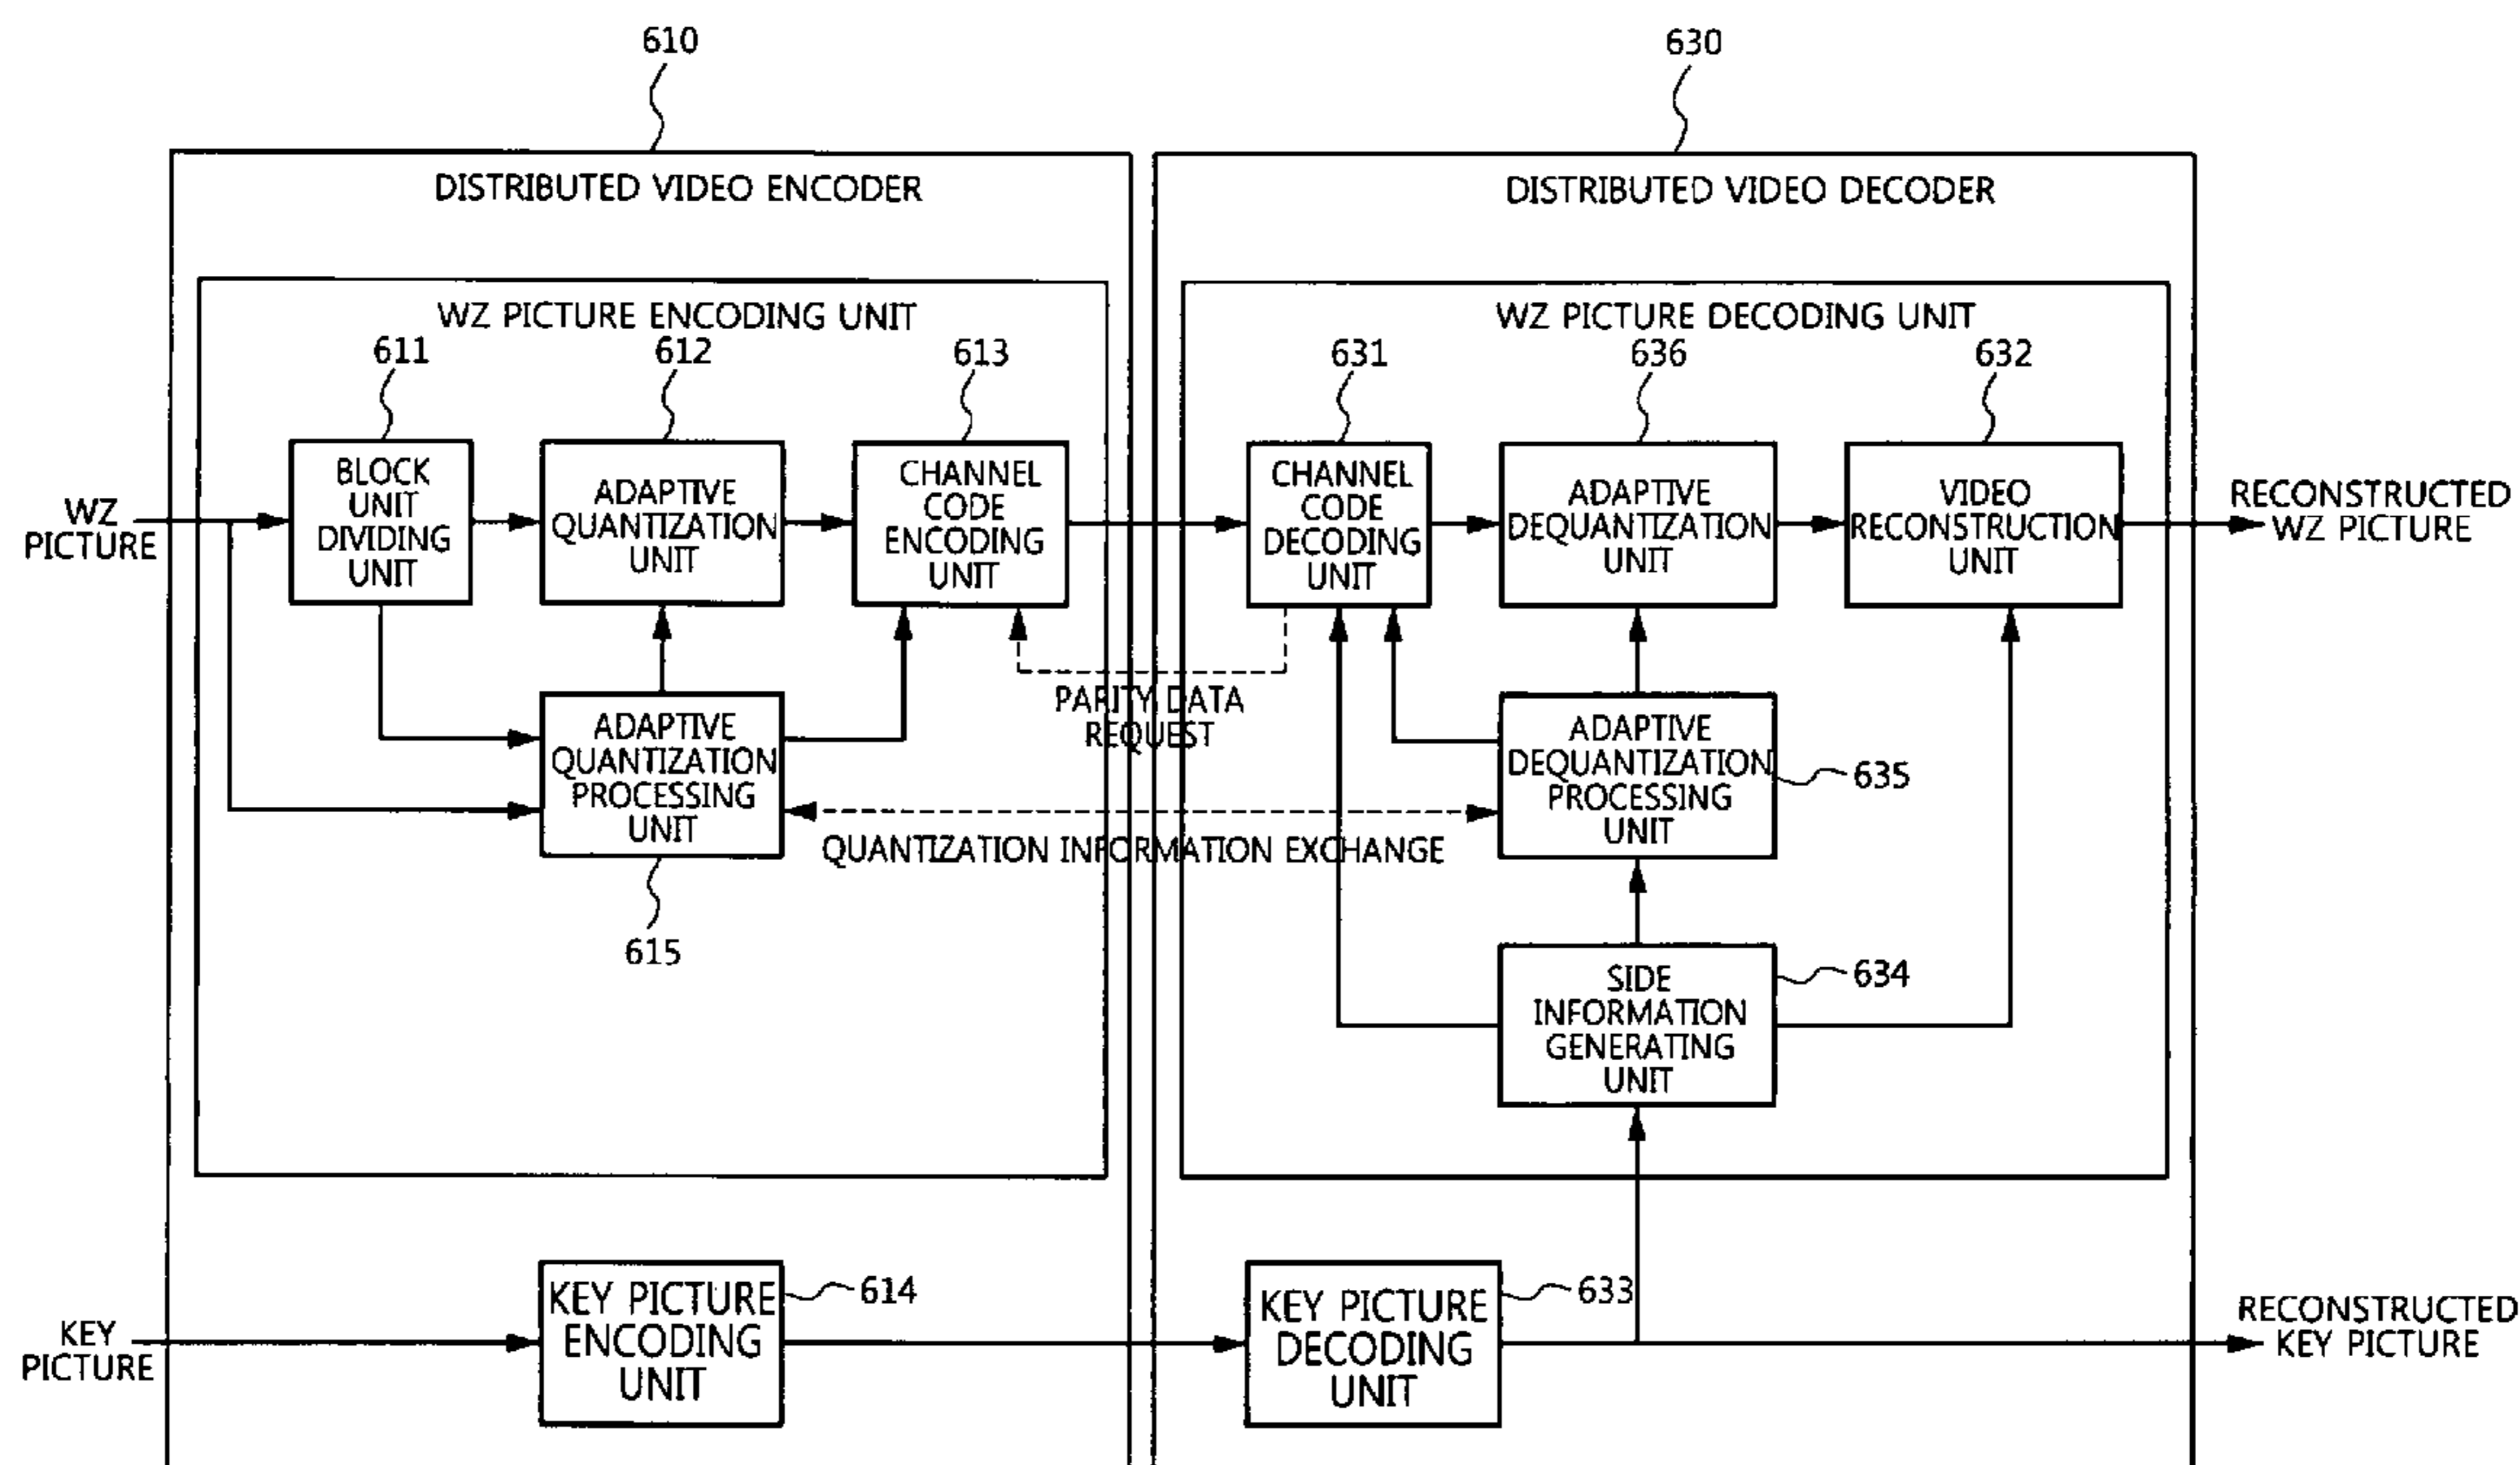 610
630
DISTRIBUTED VIDEO ENCODER
DISTRIBUTED VIDEO DECODER
WZ PICTURE ENCODING UNIT
WZ PICTURE DECODING UNIT
611
612
613
631
636
632
WZ
PICTURE
BLOCK
UNIT
DIVIDING
UNIT
ADAPTIVE
QUANTIZATION
UNIT
CHANNEL
CODE
ENCODING
UNIT
CHANNEL
CODE
DECODING
UNIT
ADAPTIVE
DEQUANTIZATION
UNIT
VIDEO
RECONSTRUCTION
UNIT
RECONSTRUCTED
WZ PICTURE
PARITY DATA
REQUEST
ADAPTIVE
QUANTIZATION
PROCESSING
UNIT
ADAPTIVE
DEQUANTIZATION
PROCESSING
UNIT
635
QUANTIZATION INFORMATION EXCHANGE
615
SIDE
INFORMATION
GENERATING
UNIT
634
KEY
PICTURE
KEY PICTURE
ENCODING
UNIT
614
KEY PICTURE
DECODING
UNIT
633
RECONSTRUCTED
KEY PICTURE